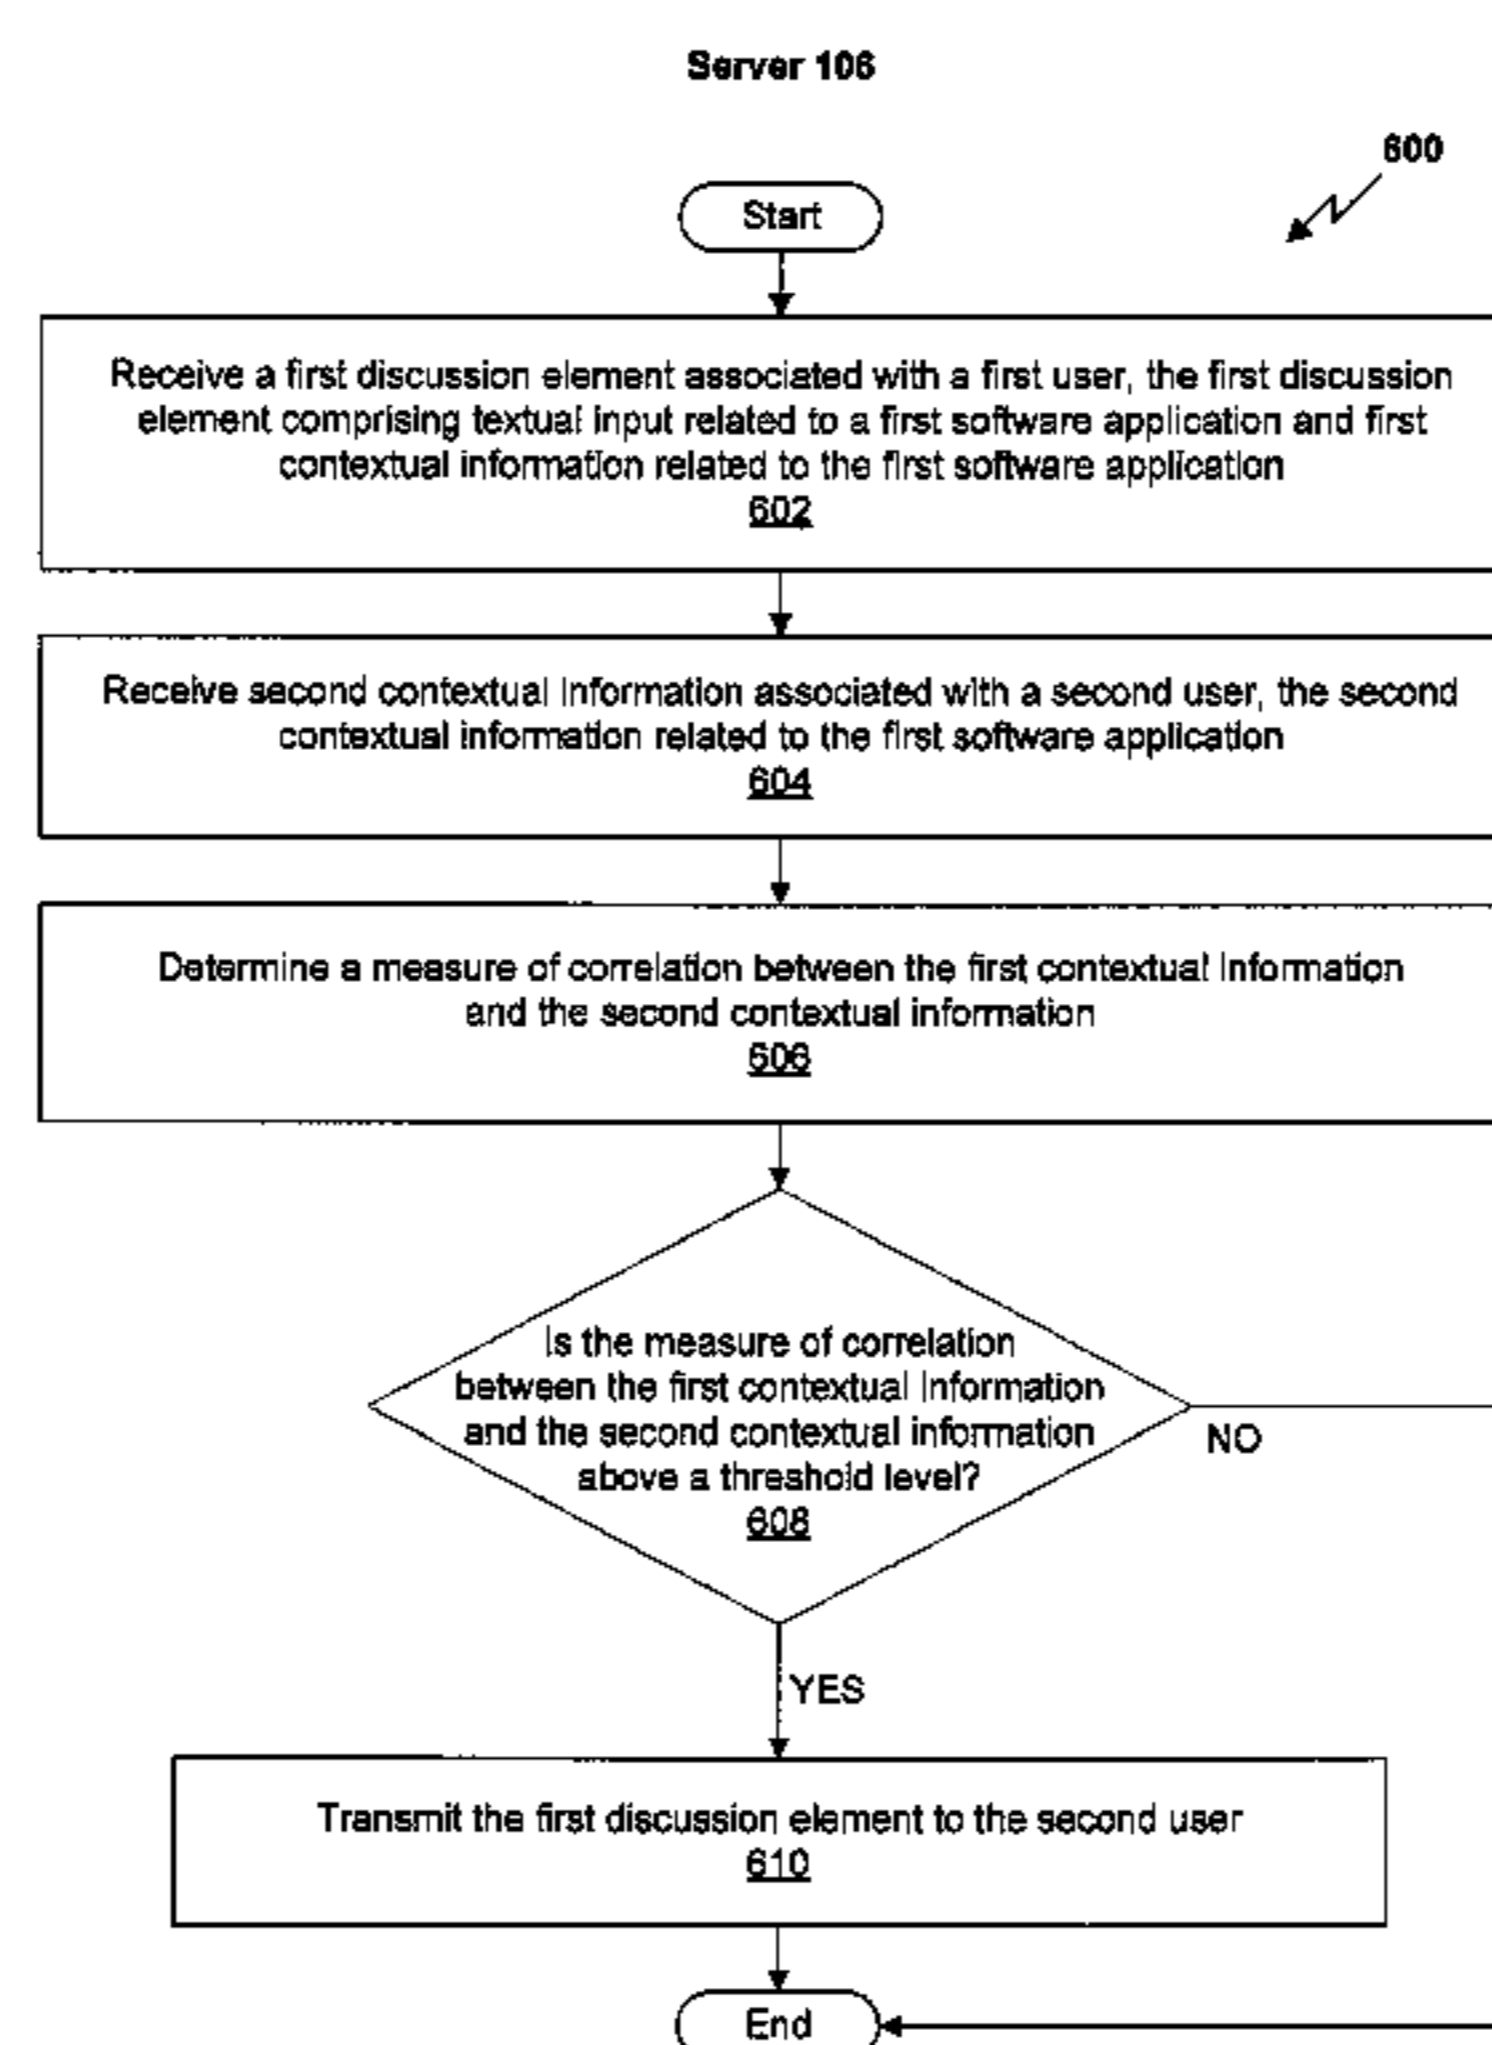 Server 106
600
Start
Receive a first discussion element associated with a first user, the first discussion
element comprising textual input related to a first software application and first
contextual information related to the first software application
602
Receive second contextual information associated with a second user, the second
contextual information related to the first software application
604
Determine a measure of correlation between the first contextual information
and the second contextual information
606
Is the measure of correlation
between the first contextual information
and the second contextual information
above a threshold level?
608
NO
YES
Transmit the first discussion element to the second user
610
End